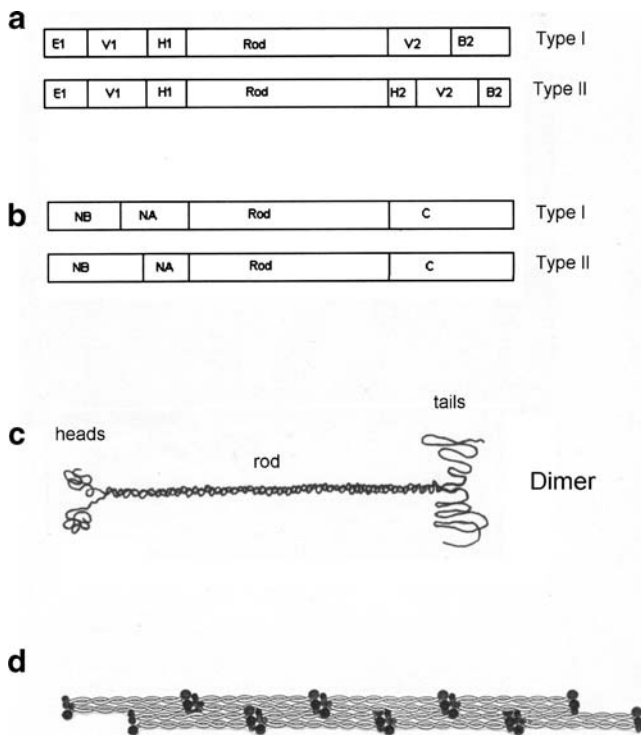 a
E1 V1 H1 Rod V2 B2 Type I
E1 V1 H1 Rod H2 V2 B2 Type II
b
NB NA Rod C Type I
NB NA Rod C Type II
c
tails
heads
rod
Dimer
d